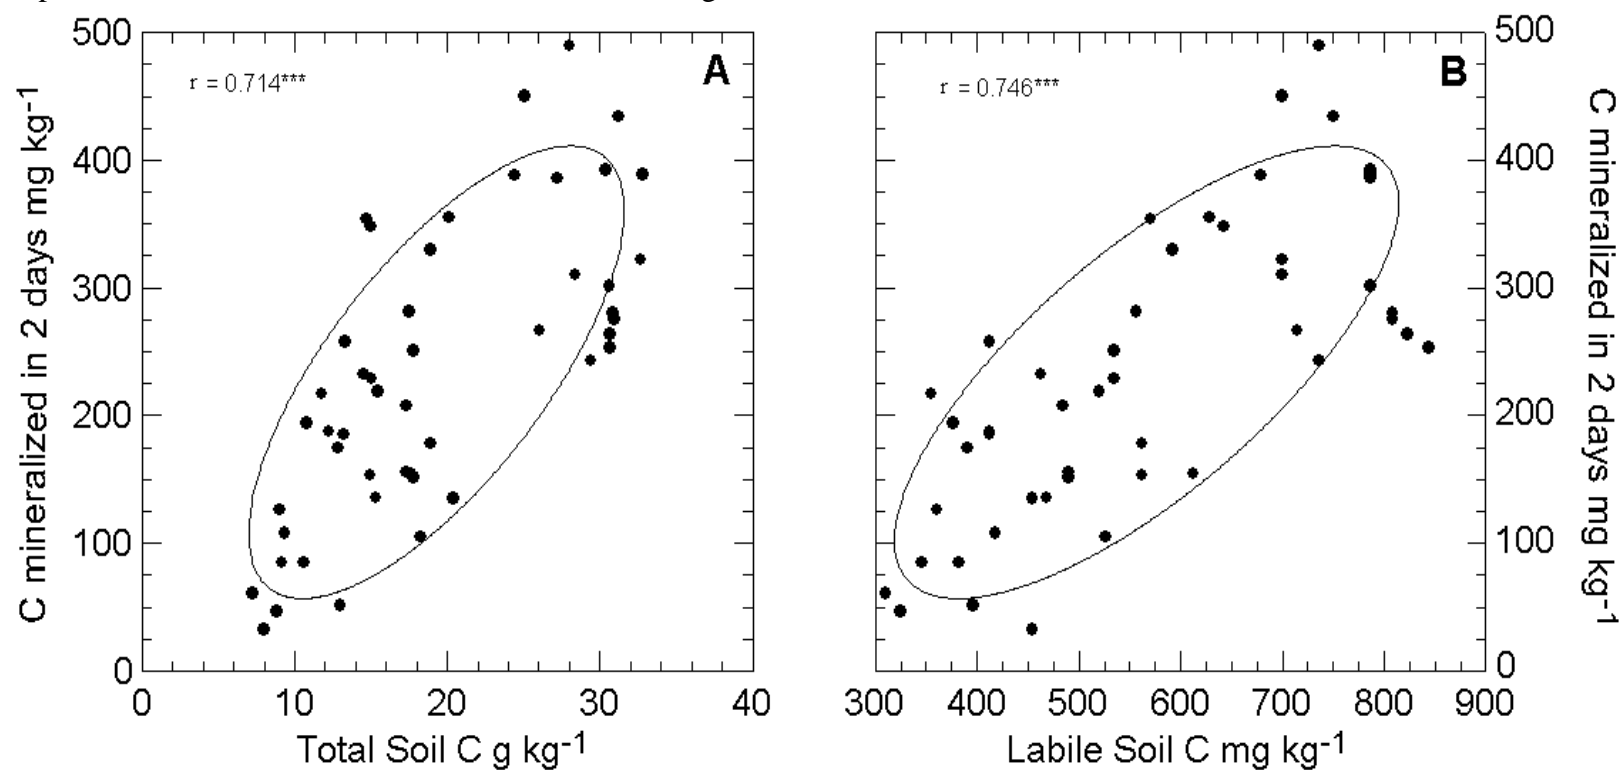 500
400
300
200
100
0
C mineralized in 2 days mg kg-1
r = 0.714***
A
0 10 20 30 40
Total Soil C g kg-1
r = 0.746***
B
300 400 500 600 700 800 900
Labile Soil C mg kg-1
500
400
300
200
100
0
C mineralized in 2 days mg kg-1